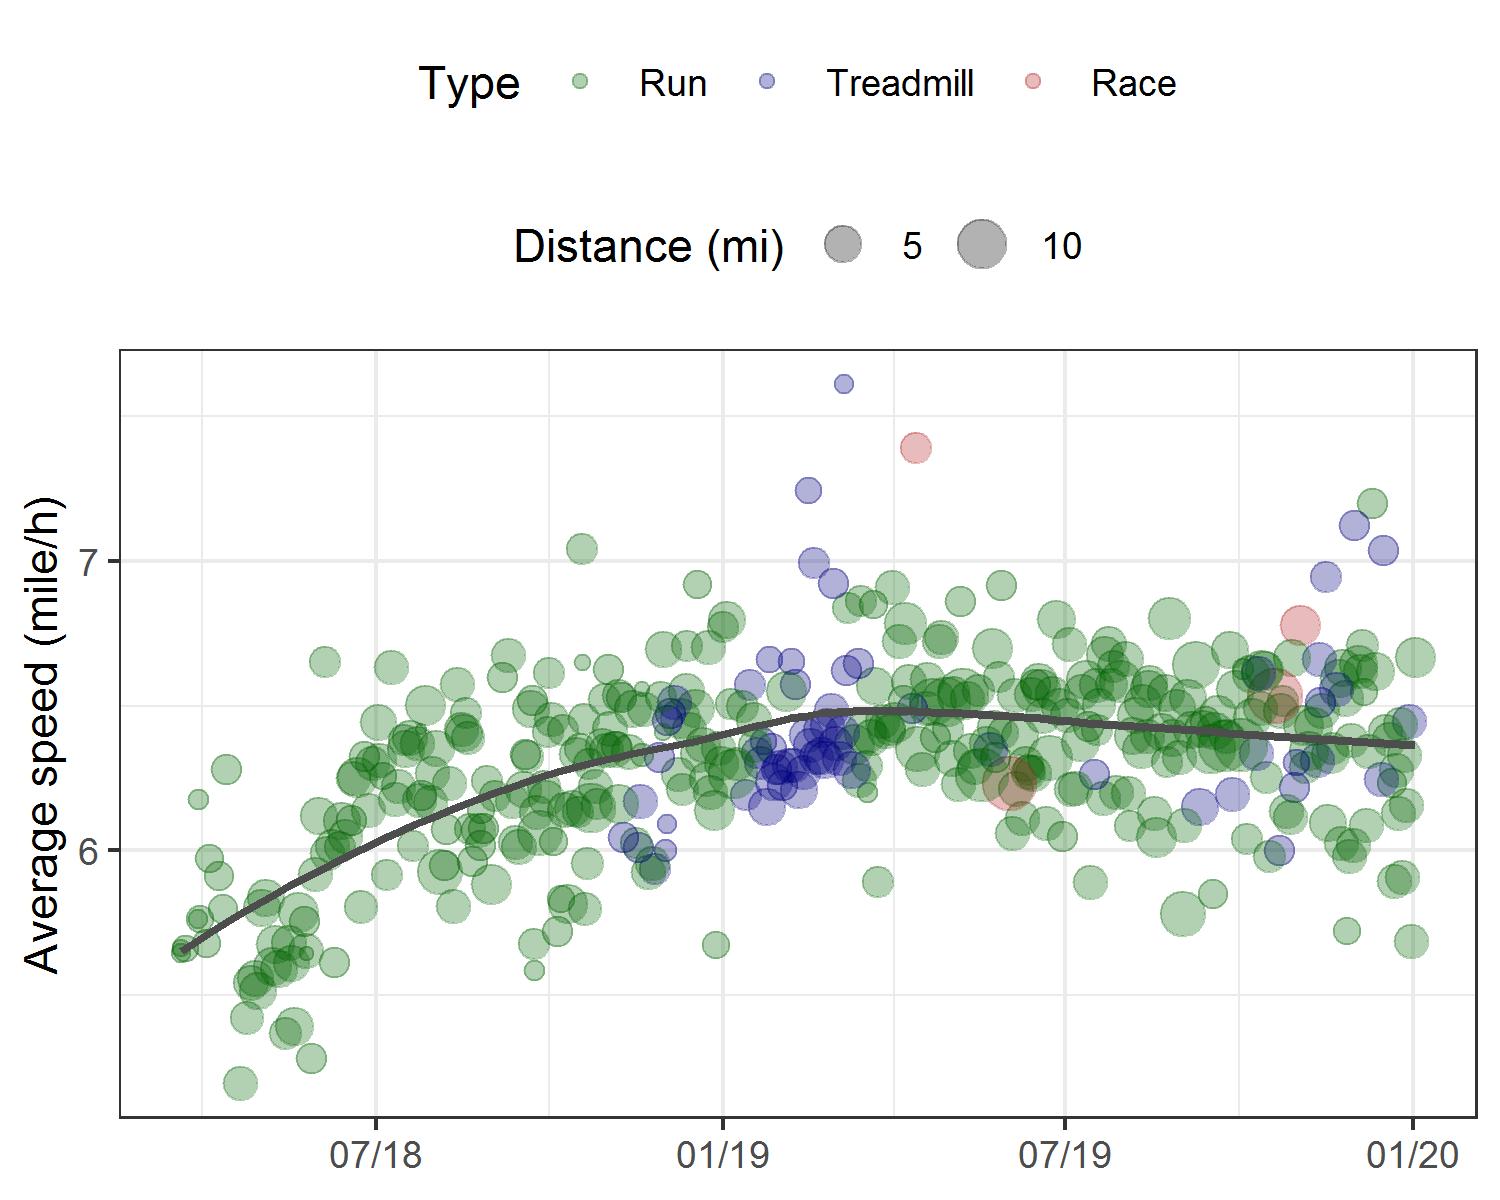 Type Run Treadmill Race
Distance (mi) 5 10
Average speed (mile/h)
7
6
07/18 01/19 07/19 01/20